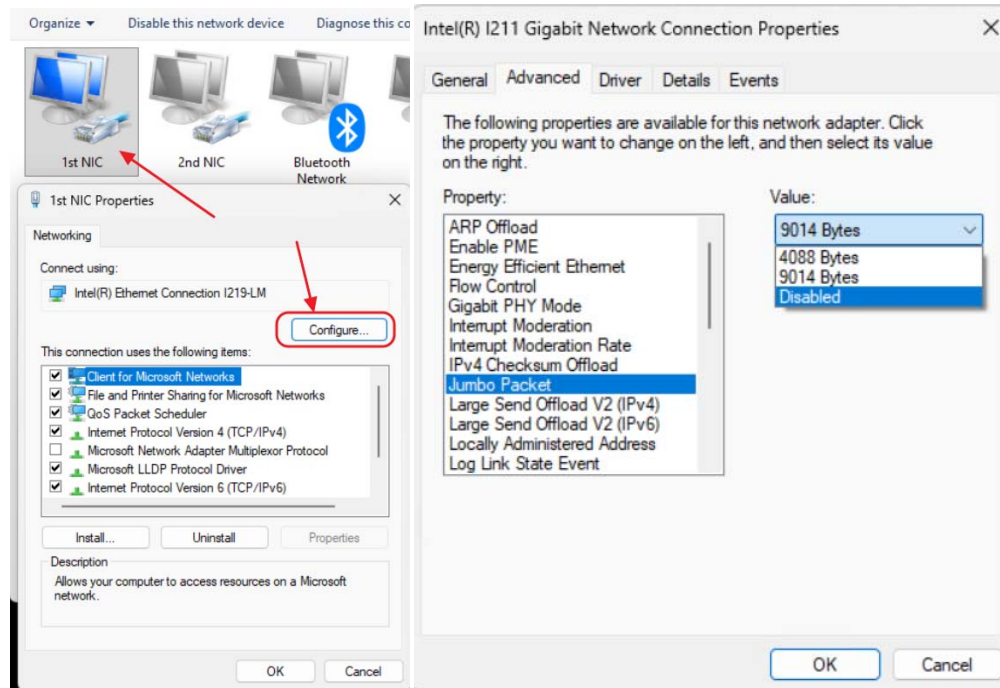 Organize ▾ Disable this network device Diagnose this co
1st NIC
2nd NIC
Bluetooth
Network
1st NIC Properties
Networking
Connect using:
Intel(R) Ethernet Connection I219-LM
Configure...
This connection uses the following items:
Client for Microsoft Networks
File and Printer Sharing for Microsoft Networks
QoS Packet Scheduler
Internet Protocol Version 4 (TCP/IPv4)
Microsoft Network Adapter Multiplexor Protocol
Microsoft LLDP Protocol Driver
Internet Protocol Version 6 (TCP/IPv6)
Install... Uninstall Properties
Description
Allows your computer to access resources on a Microsoft
network.
OK Cancel
Intel(R) I211 Gigabit Network Connection Properties
General Advanced Driver Details Events
The following properties are available for this network adapter. Click
the property you want to change on the left, and then select its value
on the right.
Property:
ARP Offload
Enable PME
Energy Efficient Ethernet
Flow Control
Gigabit PHY Mode
Interrupt Moderation
Interrupt Moderation Rate
IPv4 Checksum Offload
Jumbo Packet
Large Send Offload V2 (IPv4)
Large Send Offload V2 (IPv6)
Locally Administered Address
Log Link State Event
Value:
9014 Bytes
4088 Bytes
9014 Bytes
Disabled
OK Cancel